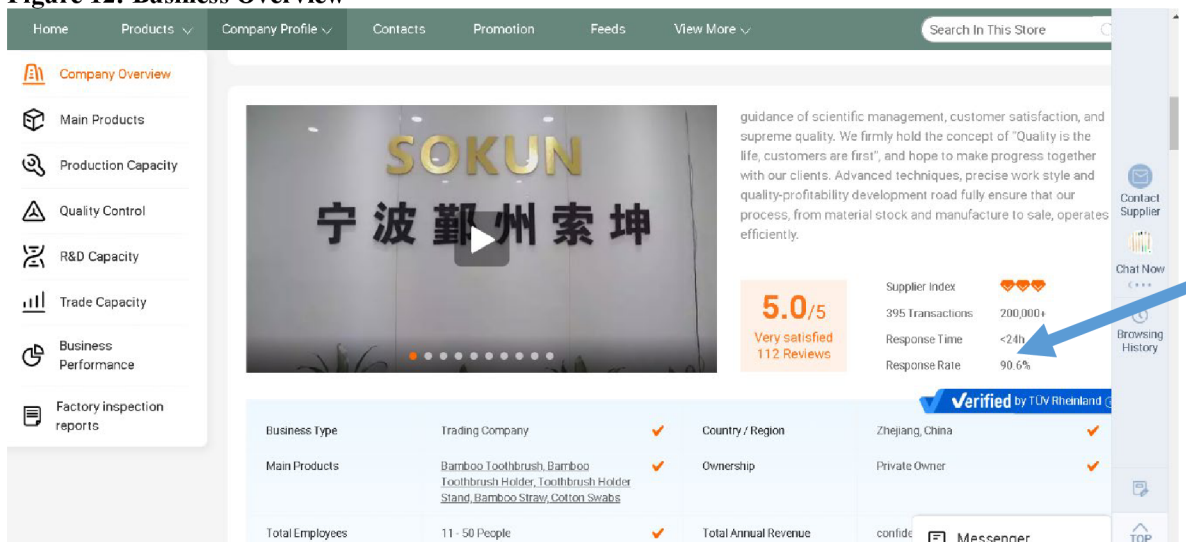 Figure 12: Business Overview
Home Products Company Profile Contacts Promotion Feeds View More Search In This Store
Company Overview
Main Products
Production Capacity
Quality Control
R&D Capacity
Trade Capacity
Business
Performance
Factory inspection
reports
SOKUN
宁波鄞州索坤
guidance of scientific management, customer satisfaction, and
supreme quality. We firmly hold the concept of "Quality is the
life, customers are first", and hope to make progress together
with our clients. Advanced techniques, precise work style and
quality-profitability development road fully ensure that our
process, from material stock and manufacture to sale, operates
efficiently.
5.0/5
Very satisfied
112 Reviews
Supplier Index
395 Transactions 200,000+
Response Time <24h
Response Rate 90.6%
Verified by TÜV Rheinland
Business Type Trading Company Country / Region Zhejiang, China
Main Products Bamboo Toothbrush, Bamboo Ownership Private Owner
Toothbrush Holder, Toothbrush Holder
Stand, Bamboo Straw, Cotton Swabs
Total Employees 11 - 50 People Total Annual Revenue confide
Messenger
Contact
Supplier
Chat Now
Browsing
History
TOP